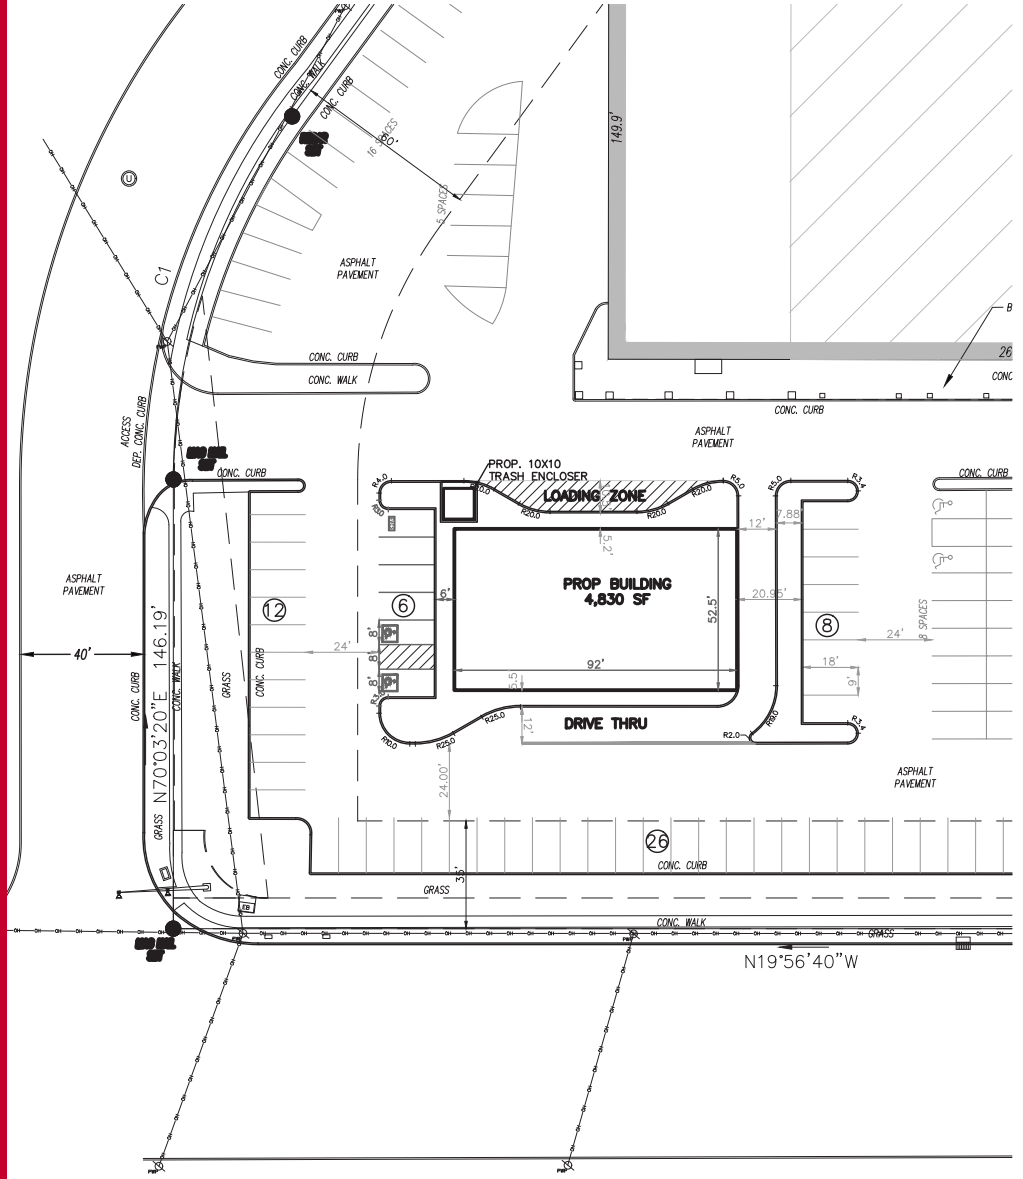 CONC. CURB
CONC. WALK
CONC. CURB
16 SPACES
60'
5 SPACES
149.9'
U
C1
ASPHALT
PAVEMENT
B
26
CONC
CONC. CURB
CONC. WALK
CONC. CURB
ACCESS
DEP. CONC. CURB
ASPHALT
PAVEMENT
CONC. CURB
PROP. 10X10
TRASH ENCLOSER
CONC. CURB
R4.0
R3.0
R20.0
LOADING ZONE
R20.0
R20.0
R20.0
R5.0
R5.0
R3.4
7.88
12'
5.2'
ASPHALT
PAVEMENT
PROP BUILDING
4,830 SF
12
6
6'
52.5'
20.95'
8
24'
8 SPACES
8'
8'
8'
24'
92'
18'
9'
40'
CONC. CURB
CONC. WALK
GRASS
CONC. CURB
N70°03'20"E 146.19'
5.5
12'
DRIVE THRU
R25.0
R25.0
R10.0
R9.0
R2.0
R3.4
24.00'
ASPHALT
PAVEMENT
GRASS
26
CONC. CURB
35'
GRASS
EB
CONC. WALK
GRASS
N19°56'40"W